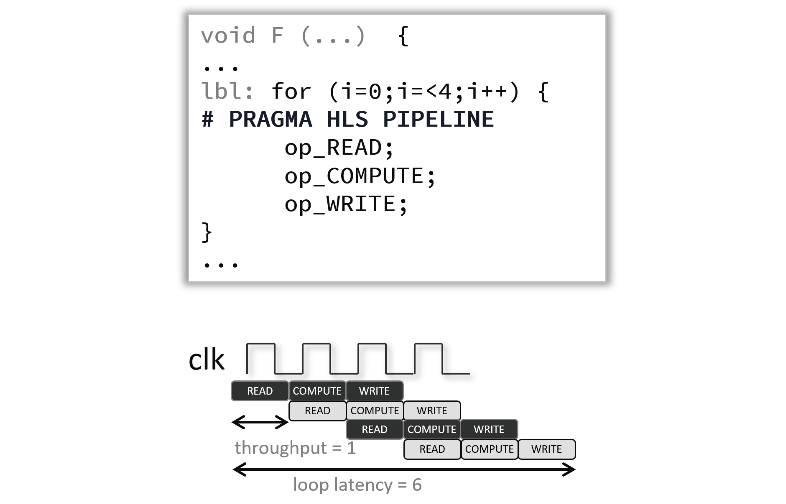 void F (...) {
...
lbl: for (i=0;i=<4;i++) {
# PRAGMA HLS PIPELINE
op_READ;
op_COMPUTE;
op_WRITE;
}
...
clk
READ COMPUTE WRITE
READ COMPUTE WRITE
READ COMPUTE WRITE
throughput = 1
READ COMPUTE WRITE
loop latency = 6